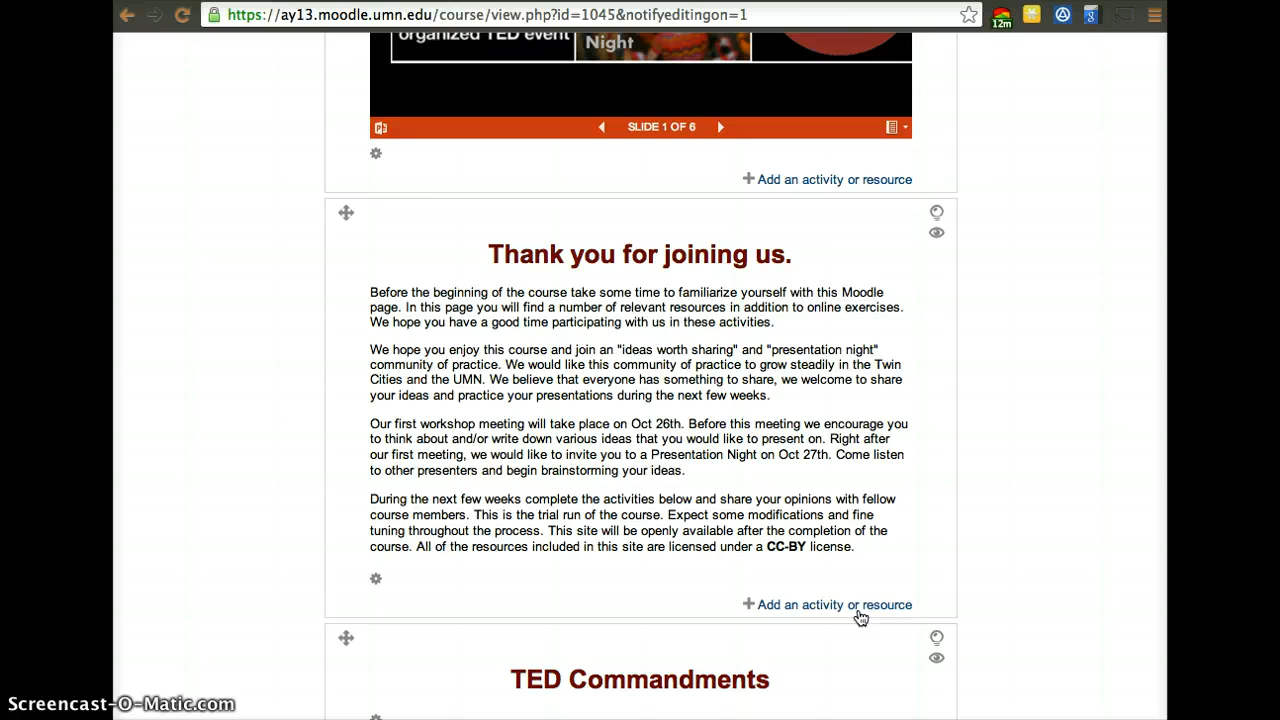 https://ay13.moodle.umn.edu/course/view.php?id=1045&notifyeditingon=1
12m
organized TED event
Night
SLIDE 1 OF 6
Add an activity or resource
Thank you for joining us.
Before the beginning of the course take some time to familiarize yourself with this Moodle
page. In this page you will find a number of relevant resources in addition to online exercises.
We hope you have a good time participating with us in these activities.
We hope you enjoy this course and join an "ideas worth sharing" and "presentation night"
community of practice. We would like this community of practice to grow steadily in the Twin
Cities and the UMN. We believe that everyone has something to share, we welcome to share
your ideas and practice your presentations during the next few weeks.
Our first workshop meeting will take place on Oct 26th. Before this meeting we encourage you
to think about and/or write down various ideas that you would like to present on. Right after
our first meeting, we would like to invite you to a Presentation Night on Oct 27th. Come listen
to other presenters and begin brainstorming your ideas.
During the next few weeks complete the activities below and share your opinions with fellow
course members. This is the trial run of the course. Expect some modifications and fine
tuning throughout the process. This site will be openly available after the completion of the
course. All of the resources included in this site are licensed under a CC-BY license.
Add an activity or resource
TED Commandments
Screencast-O-Matic.com